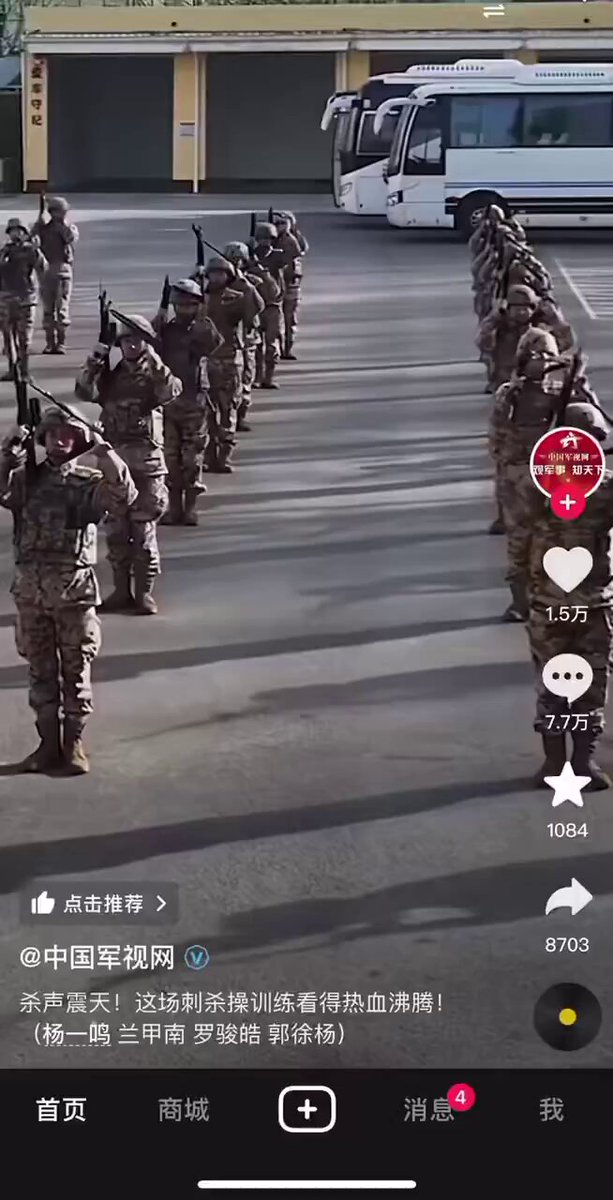 爱车守纪
中国军视网
观军事 知天下
1.5万
7.7万
1084
8703
点击推荐
@中国军视网
杀声震天！这场刺杀操训练看得热血沸腾！
（杨一鸣 兰甲南 罗骏皓 郭徐杨）
首页
商城
消息
4
我